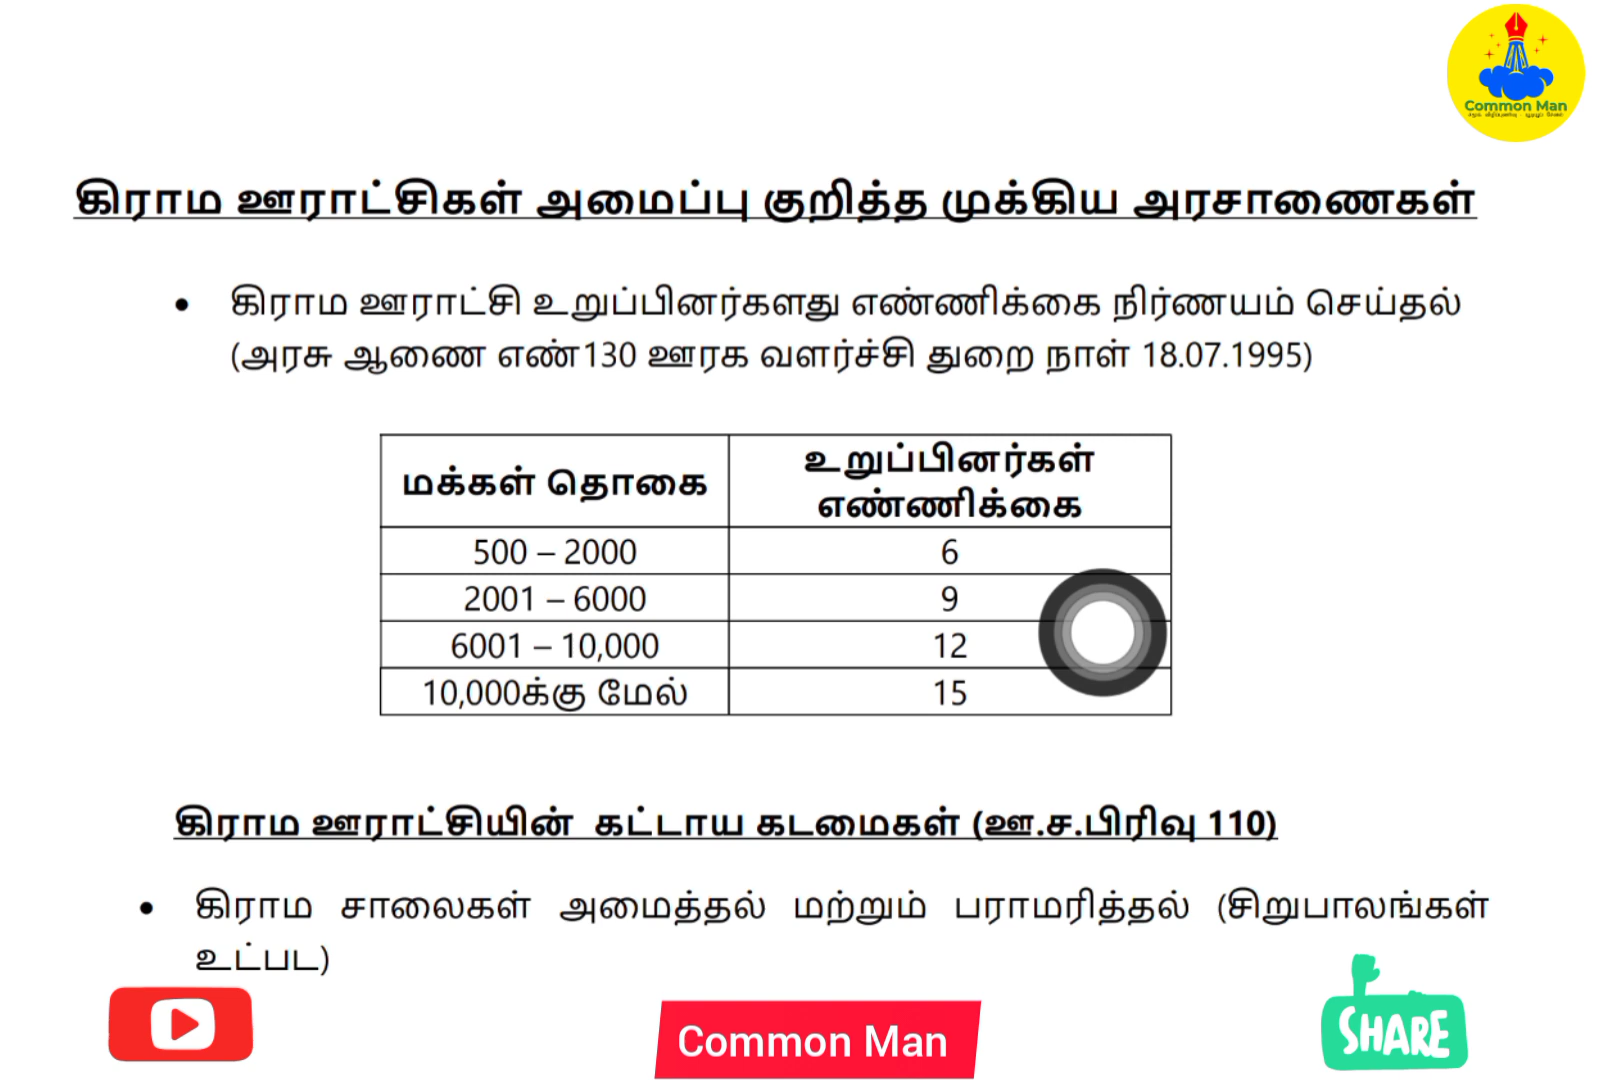 Common Man
கிராம ஊராட்சிகள் அமைப்பு குறித்த முக்கிய அரசாணைகள்
• கிராம ஊராட்சி உறுப்பினர்களது எண்ணிக்கை நிர்ணயம் செய்தல்
(அரசு ஆணை எண்130 ஊரக வளர்ச்சி துறை நாள் 18.07.1995)
மக்கள் தொகை உறுப்பினர்கள்
எண்ணிக்கை
500 – 2000 6
2001 – 6000 9
6001 – 10,000 12
10,000க்கு மேல் 15
கிராம ஊராட்சியின் கட்டாய கடமைகள் (ஊ.ச.பிரிவு 110)
• கிராம சாலைகள் அமைத்தல் மற்றும் பராமரித்தல் (சிறுபாலங்கள்
உட்பட)
Common Man
SHARE